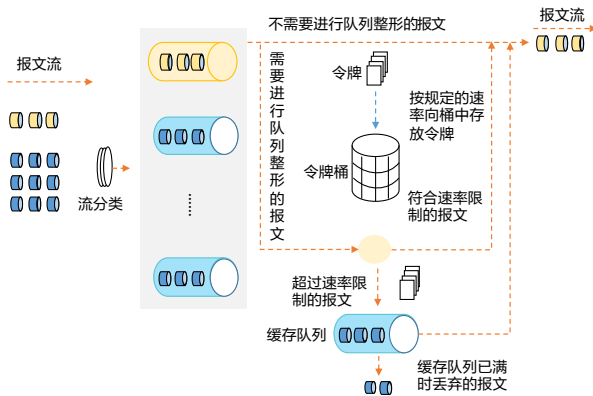 不需要进行队列整形的报文
报文流
报文流
流分类
需要进行队列整形的报文
令牌
按规定的速
率向桶中存
放令牌
令牌桶
符合速率限
制的报文
超过速率限
制的报文
缓存队列
缓存队列已满
时丢弃的报文